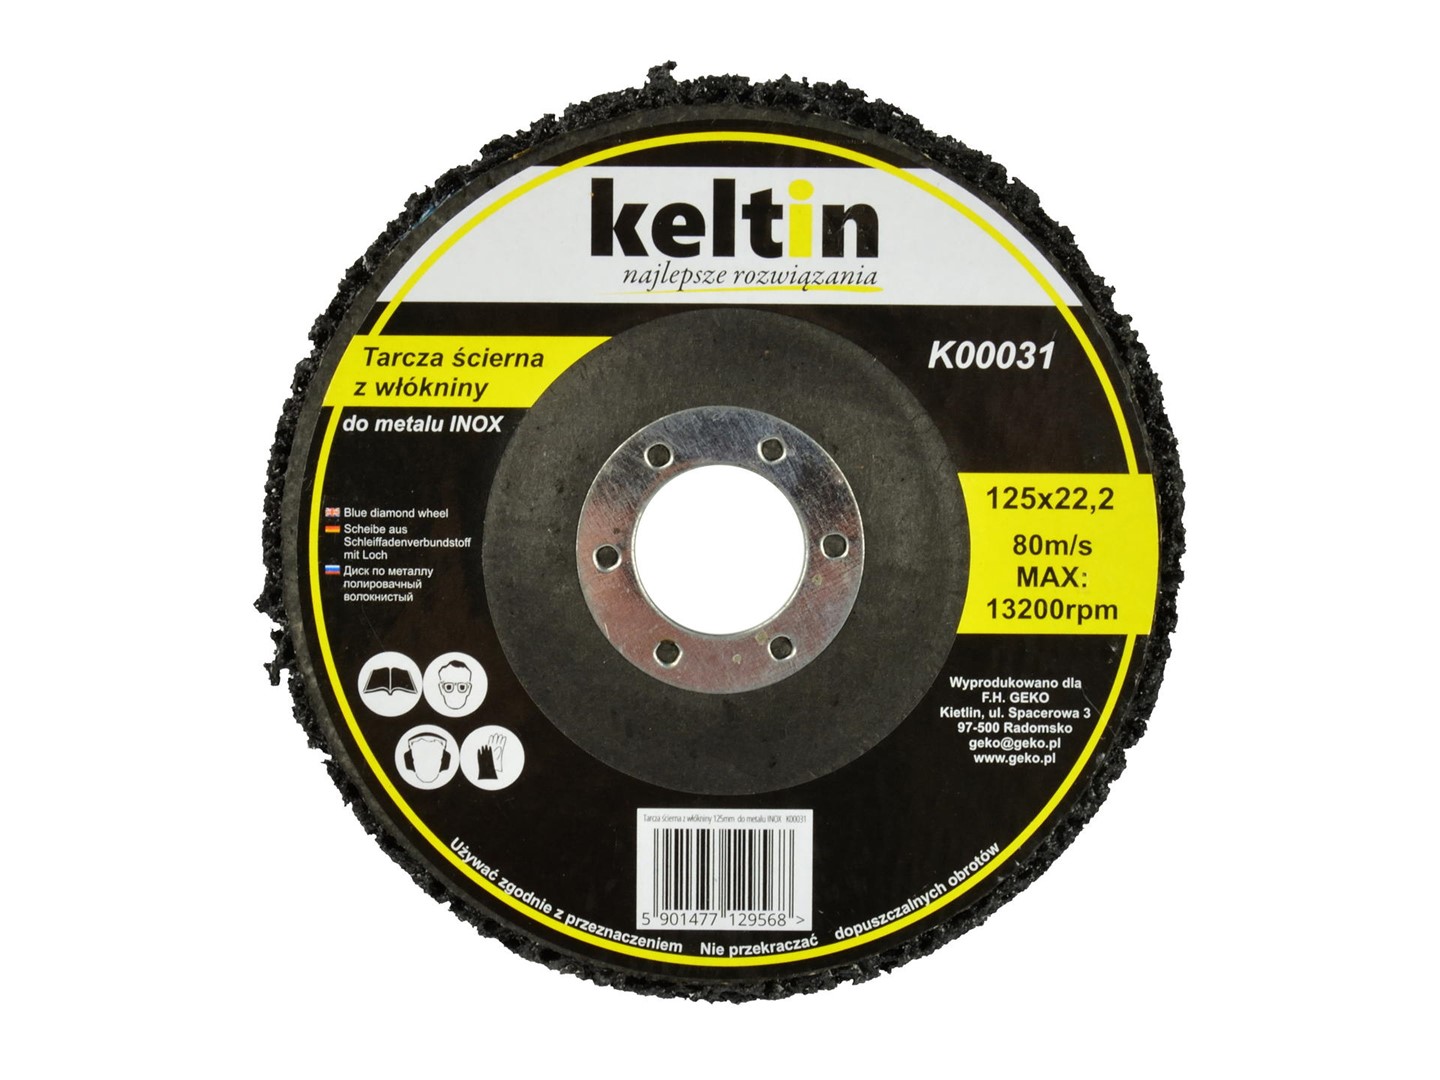 keltin
najlepsze rozwiązania
K00031
Tarcza ścierna
z włókniny
do metalu INOX
125x22,2
80m/s
MAX:
13200rpm
Blue diamond wheel
Scheibe aus
Schleiffadenverbundstoff
mit Loch
Диск по металлу
полировачный
волокнистый
Wyprodukowano dla
F.H. GEKO
Kietlin, ul. Spacerowa 3
97-500 Radomsko
geko@geko.pl
www.geko.pl
Tarcza ścierna z włókniny 125mm do metalu INOX K00031
5 901477 129568 >
Używać zgodnie z przeznaczeniem Nie przekraczać dopuszczalnych obrotów